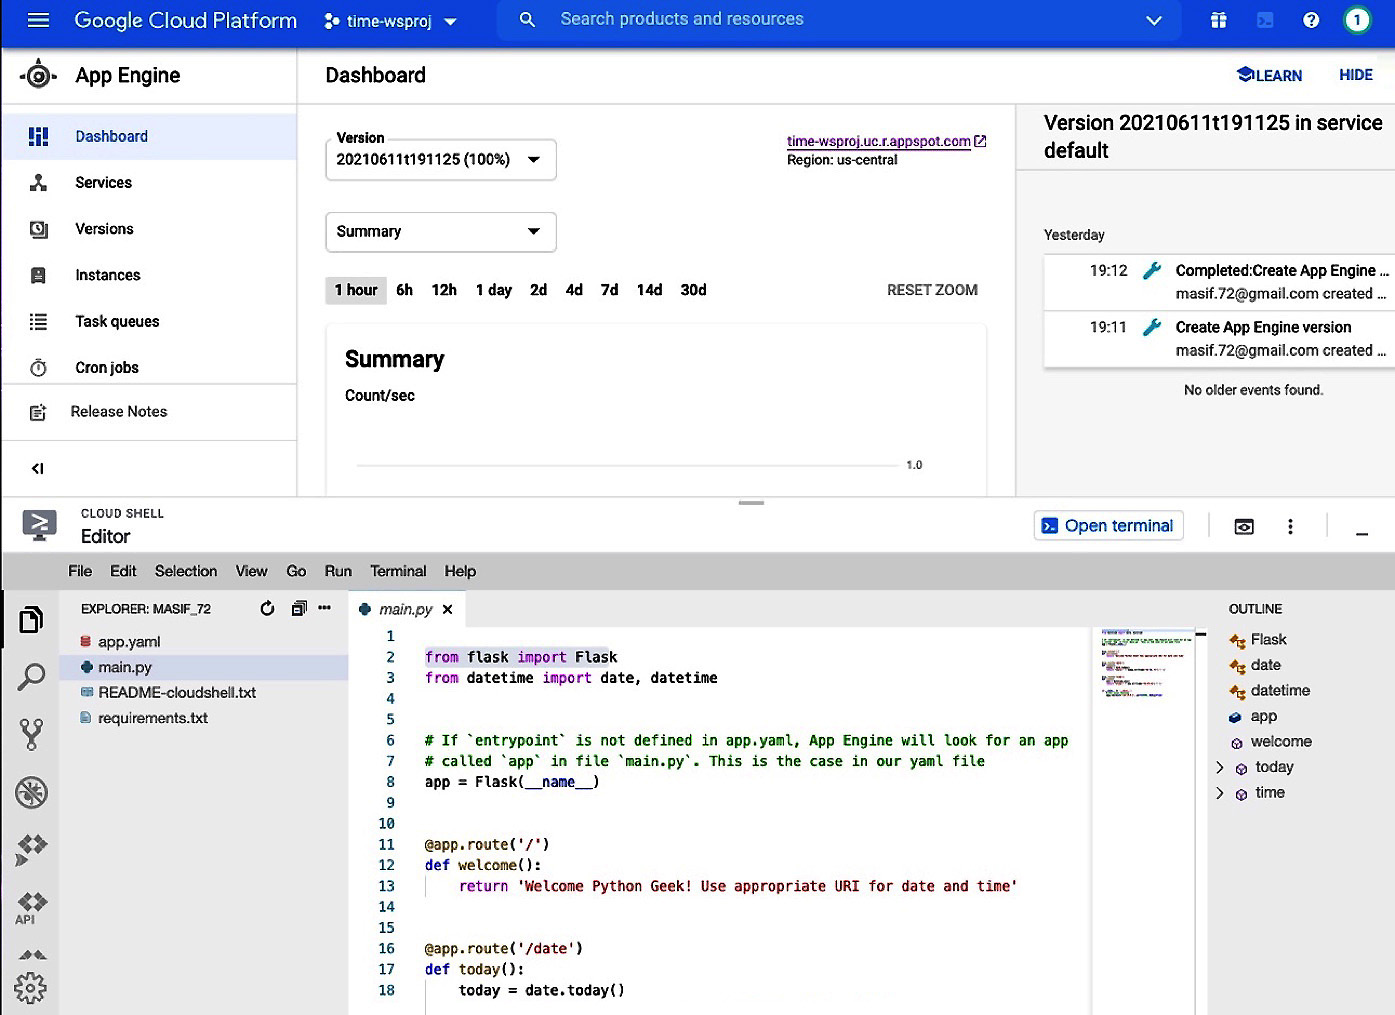 Google Cloud Platform
time-wsproj
Search products and resources
1
App Engine
Dashboard
LEARN
HIDE
Dashboard
Services
Versions
Instances
Task queues
Cron jobs
Release Notes
Version
20210611t191125 (100%)
time-wsproj.uc.r.appspot.com
Region: us-central
Summary
1 hour 6h 12h 1 day 2d 4d 7d 14d 30d
RESET ZOOM
Summary
Count/sec
1.0
Version 20210611t191125 in service
default
Yesterday
19:12 Completed:Create App Engine ...
masif.72@gmail.com created ...
19:11 Create App Engine version
masif.72@gmail.com created ...
No older events found.
CLOUD SHELL
Editor
Open terminal
File Edit Selection View Go Run Terminal Help
EXPLORER: MASIF_72
app.yaml
main.py
README-cloudshell.txt
requirements.txt
API
main.py
1
2 from flask import Flask
3 from datetime import date, datetime
4
5
6 # If `entrypoint` is not defined in app.yaml, App Engine will look for an app
7 # called `app` in file `main.py`. This is the case in our yaml file
8 app = Flask(__name__)
9
10
11 @app.route('/')
12 def welcome():
13 return 'Welcome Python Geek! Use appropriate URI for date and time'
14
15
16 @app.route('/date')
17 def today():
18 today = date.today()
OUTLINE
Flask
date
datetime
app
welcome
today
time